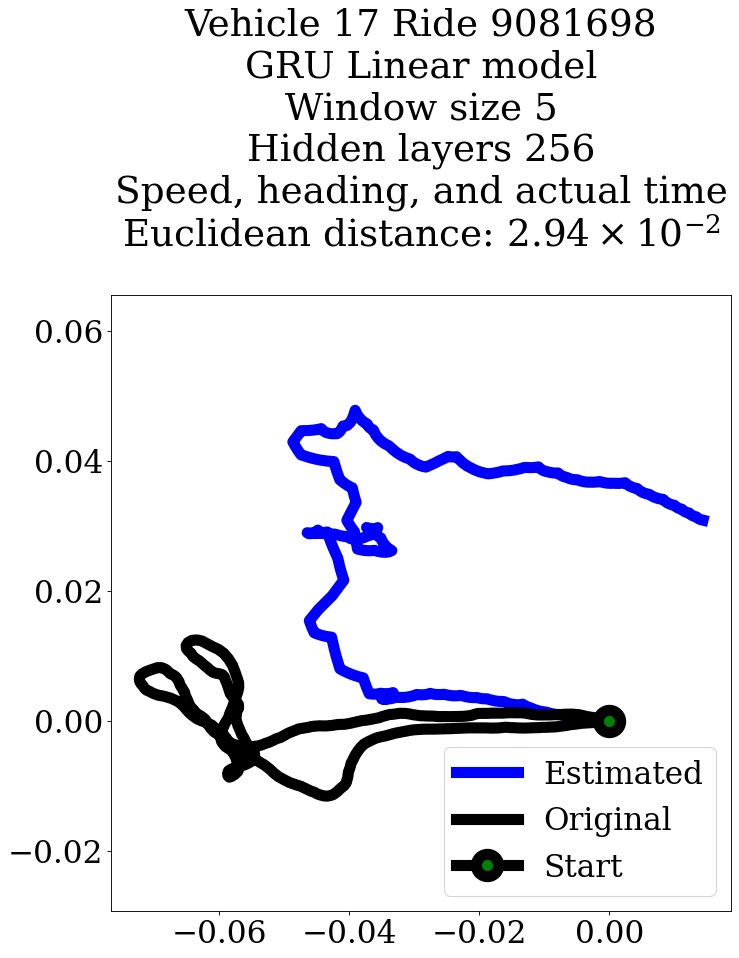 Vehicle 17 Ride 9081698
GRU Linear model
Window size 5
Hidden layers 256
Speed, heading, and actual time
Euclidean distance: 2.94 × 10⁻²
0.06
0.04
0.02
0.00
−0.02
Estimated
Original
Start
−0.06 −0.04 −0.02 0.00